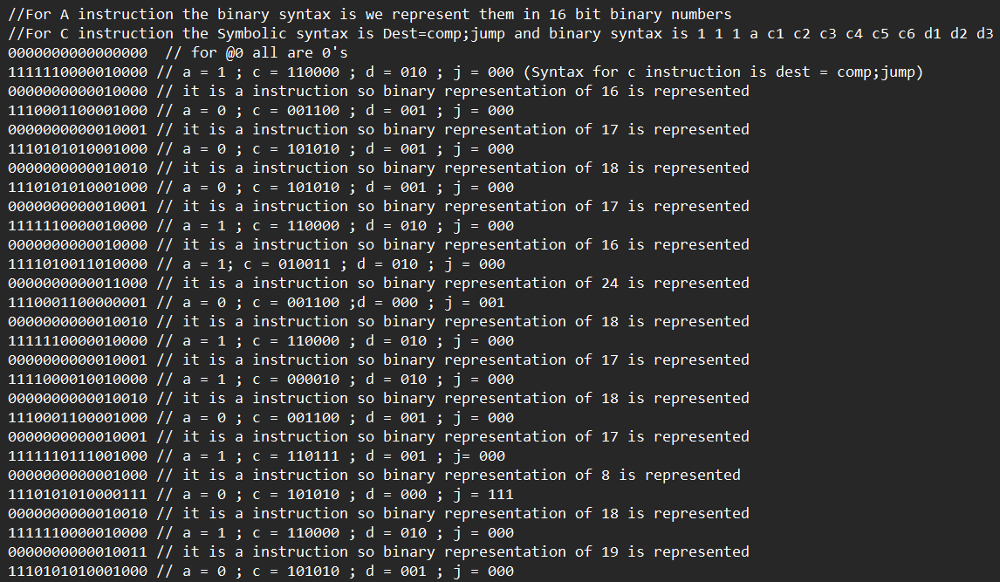 //For A instruction the binary syntax is we represent them in 16 bit binary numbers
//For C instruction the Symbolic syntax is Dest=comp;jump and binary syntax is 1 1 1 a c1 c2 c3 c4 c5 c6 d1 d2 d3
0000000000000000  // for @0 all are 0's
1111110000010000 // a = 1 ; c = 110000 ; d = 010 ; j = 000 (Syntax for c instruction is dest = comp;jump)
0000000000010000 // it is a instruction so binary representation of 16 is represented
1110001100001000 // a = 0 ; c = 001100 ; d = 001 ; j = 000
0000000000010001 // it is a instruction so binary representation of 17 is represented
1110101010001000 // a = 0 ; c = 101010 ; d = 001 ; j = 000
0000000000010010 // it is a instruction so binary representation of 18 is represented
1110101010001000 // a = 0 ; c = 101010 ; d = 001 ; j = 000
0000000000010001 // it is a instruction so binary representation of 17 is represented
1111110000010000 // a = 1 ; c = 110000 ; d = 010 ; j = 000
0000000000010000 // it is a instruction so binary representation of 16 is represented
1111010011010000 // a = 1; c = 010011 ; d = 010 ; j = 000
0000000000011000 // it is a instruction so binary representation of 24 is represented
1110001100000001 // a = 0 ; c = 001100 ;d = 000 ; j = 001
0000000000010010 // it is a instruction so binary representation of 18 is represented
1111110000010000 // a = 1 ; c = 110000 ; d = 010 ; j = 000
0000000000010001 // it is a instruction so binary representation of 17 is represented
1111000010010000 // a = 1 ; c = 000010 ; d = 010 ; j = 000
0000000000010010 // it is a instruction so binary representation of 18 is represented
1110001100001000 // a = 0 ; c = 001100 ; d = 001 ; j = 000
0000000000010001 // it is a instruction so binary representation of 17 is represented
1111110111001000 // a = 1 ; c = 110111 ; d = 001 ; j= 000
0000000000001000 // it is a instruction so binary representation of 8 is represented
1110101010000111 // a = 0 ; c = 101010 ; d = 000 ; j = 111
0000000000010010 // it is a instruction so binary representation of 18 is represented
1111110000010000 // a = 1 ; c = 110000 ; d = 010 ; j = 000
0000000000010011 // it is a instruction so binary representation of 19 is represented
1110101010001000 // a = 0 ; c = 101010 ; d = 001 ; j = 000